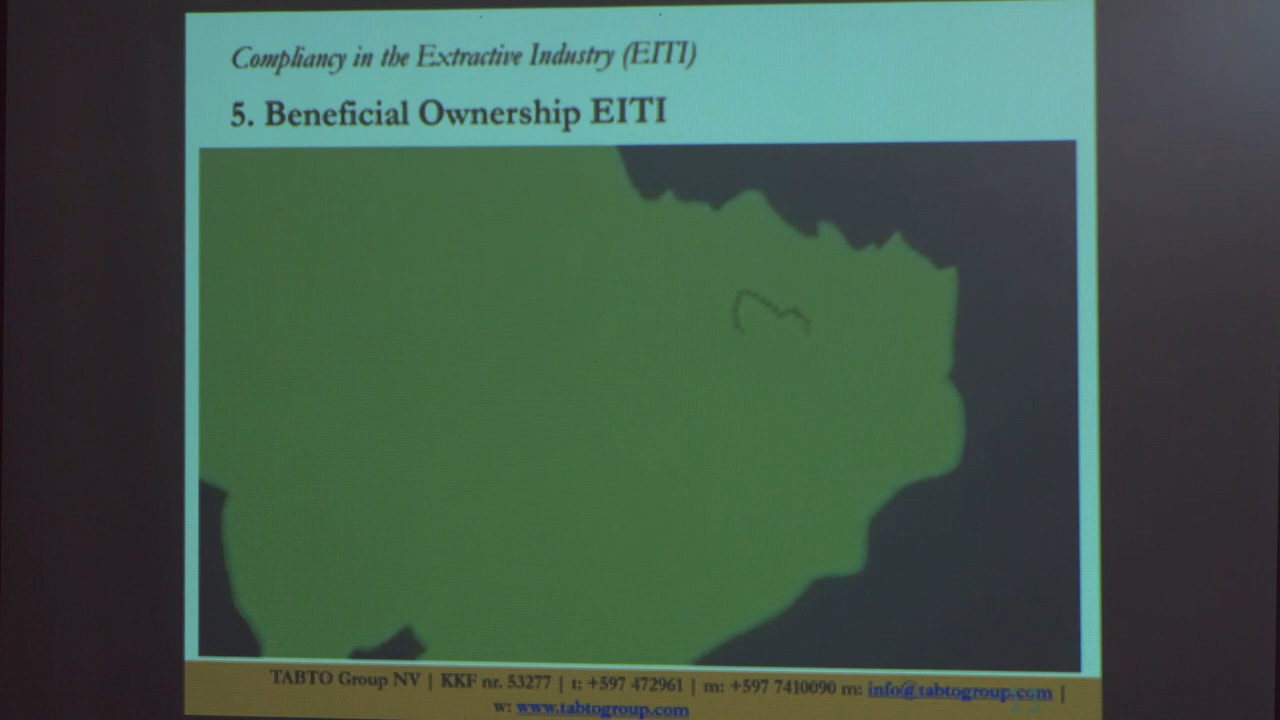 Compliancy in the Extractive Industry (EITI)
5. Beneficial Ownership EITI
TABTO Group NV | KKF nr. 53277 | t: +597 472961 | m: +597 7410090 m: info@tabtogroup.com |
w: www.tabtogroup.com